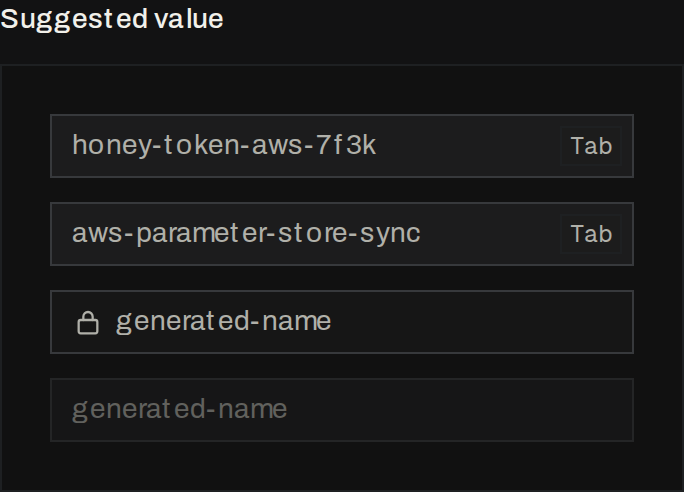 Suggested value
honey-token-aws-7f3k Tab
aws-parameter-store-sync Tab
generated-name
generated-name